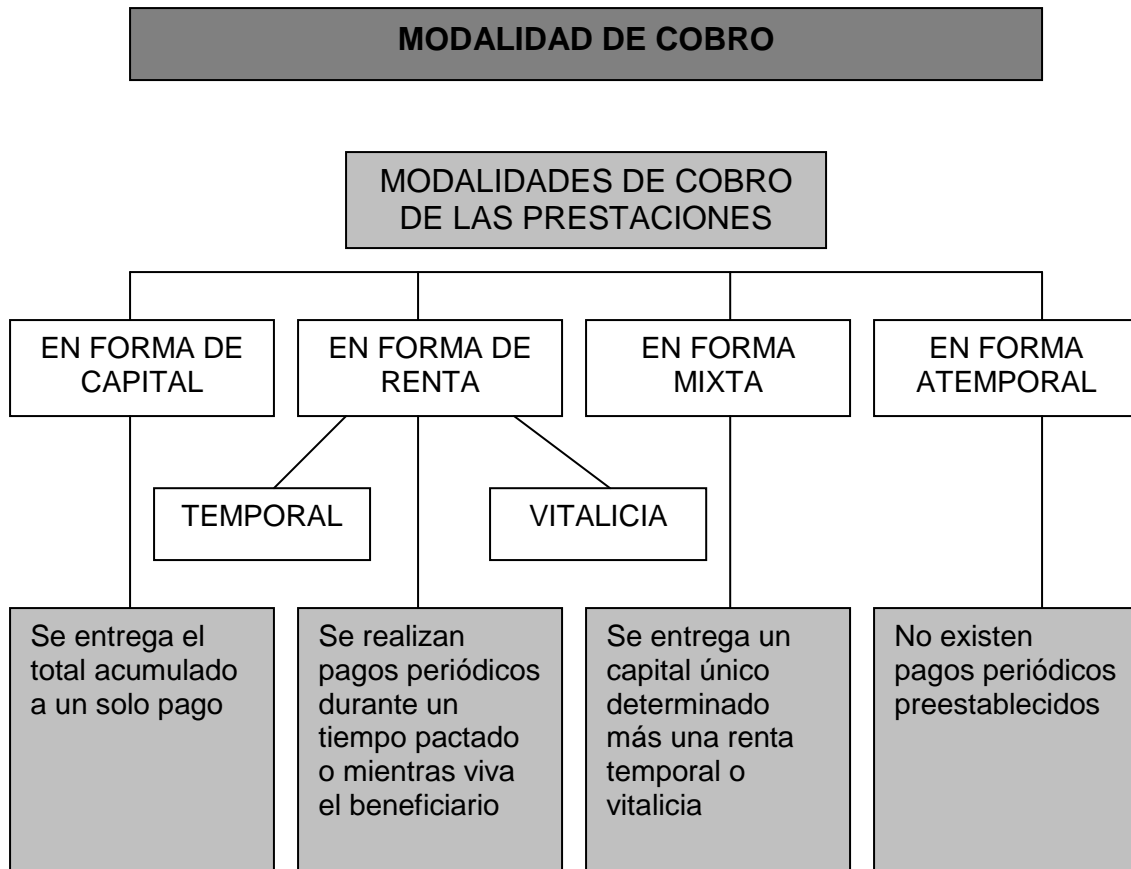 MODALIDAD DE COBRO
MODALIDADES DE COBRO
DE LAS PRESTACIONES
EN FORMA DE
CAPITAL
EN FORMA DE
RENTA
EN FORMA
MIXTA
EN FORMA
ATEMPORAL
TEMPORAL
VITALICIA
Se entrega el
total acumulado
a un solo pago
Se realizan
pagos periódicos
durante un
tiempo pactado
o mientras viva
el beneficiario
Se entrega un
capital único
determinado
más una renta
temporal o
vitalicia
No existen
pagos periódicos
preestablecidos